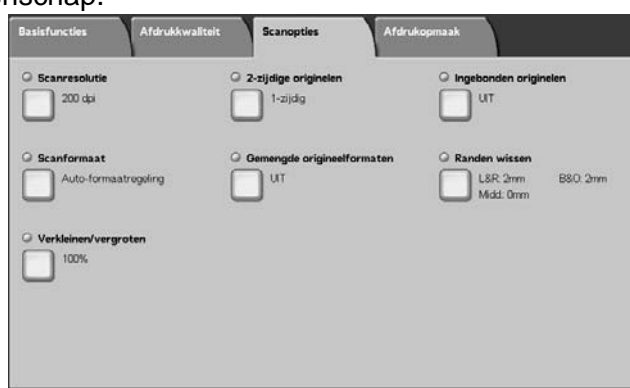 nschap.
Basisfuncties Afdrukkwaliteit Scanopties Afdrukopmaak
Scanresolutie 2-zijdige originelen Ingebonden originelen
200 dpi 1-zijdig UIT
Scanformaat Gemengde origineelformaten Randen wissen
Auto-formaatregeling UIT L&R: 2mm B&O: 2mm
Midd: 0mm
Verkleinen/vergroten
100%